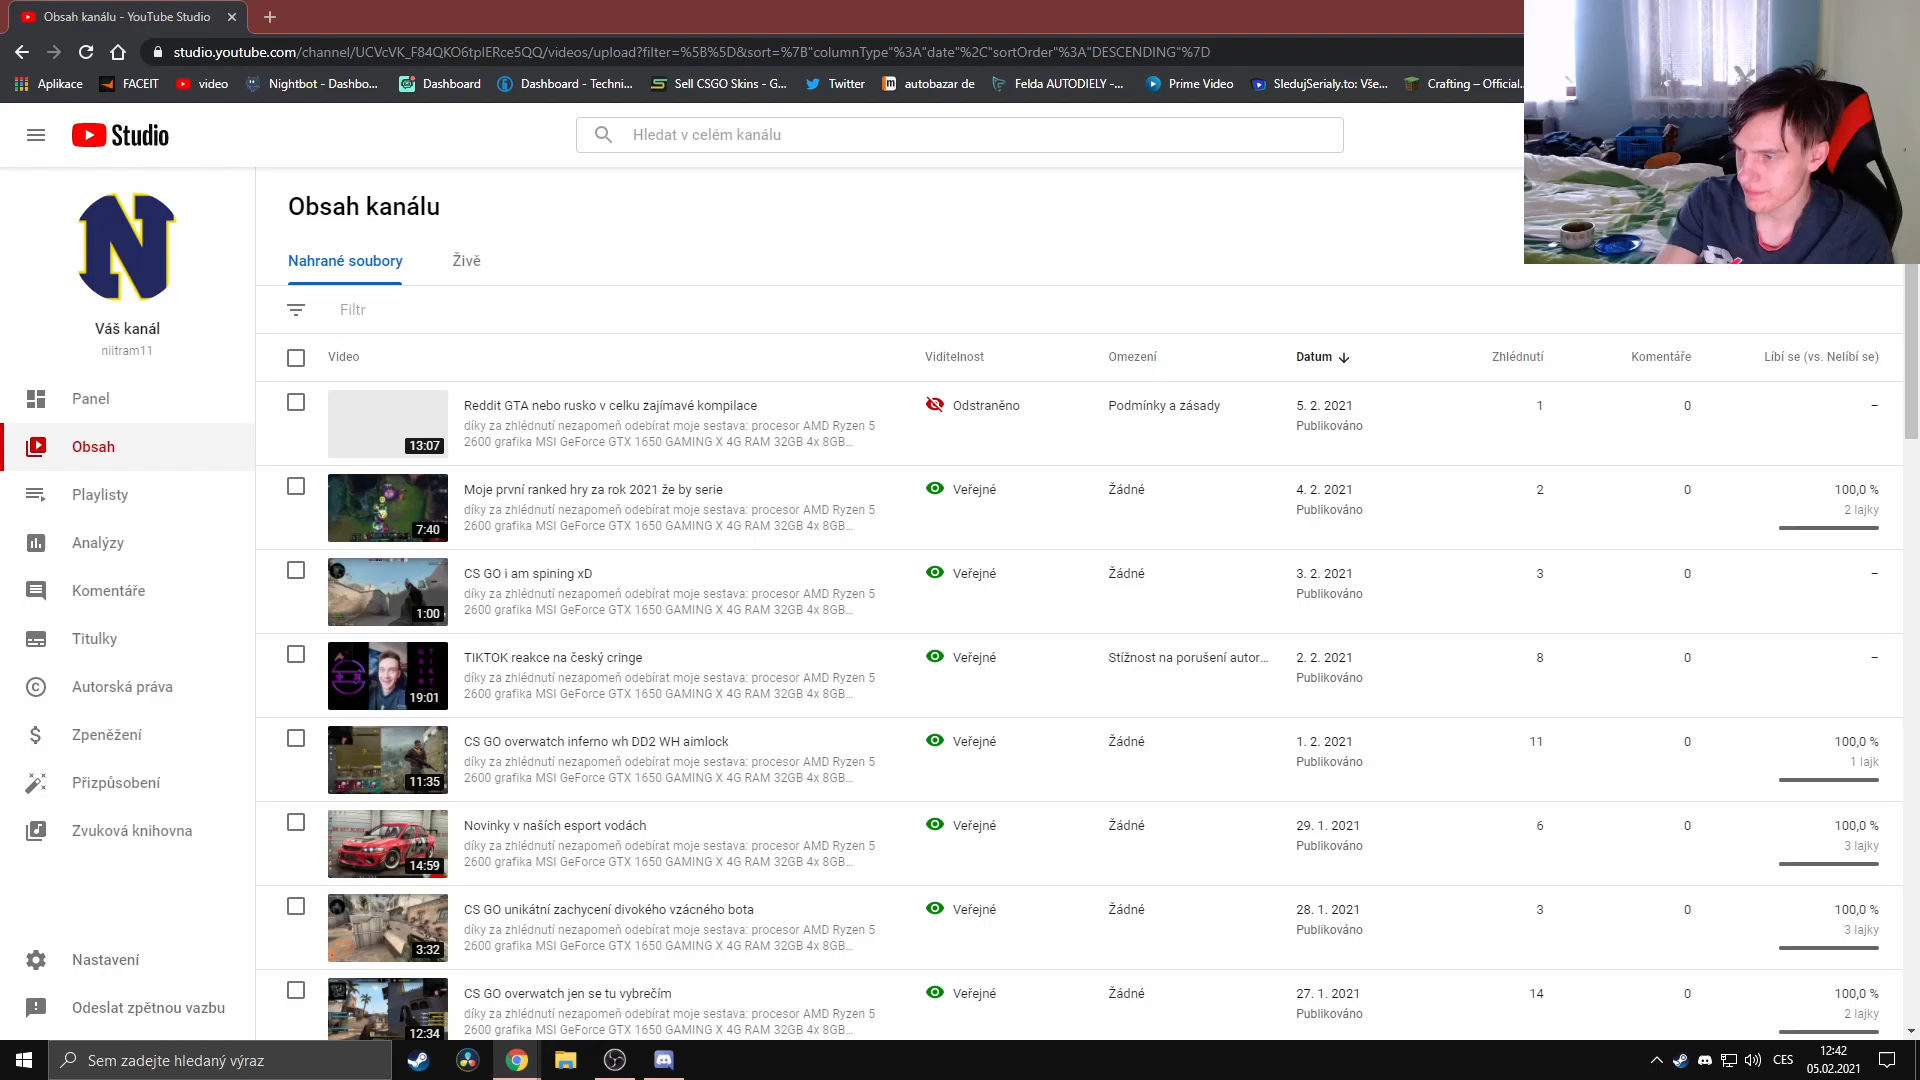 Obsah kanálu - YouTube Studio
studio.youtube.com/channel/UCVcVK_F84QKO6tpIERce5QQ/videos/upload?filter=%5B%5D&sort=%7B"columnType"%3A"date"%2C"sortOrder"%3A"DESCENDING"%7D
Aplikace FACEIT video Nightbot - Dashbo... Dashboard Dashboard - Techni... Sell CSGO Skins - G... Twitter autobazar de Felda AUTODIELY -... Prime Video SledujSerialy.to: Vše... Crafting – Official...
Studio
Hledat v celém kanálu
N
Váš kanál
niitram11
Panel
Obsah
Playlisty
Analýzy
Komentáře
Titulky
Autorská práva
Zpeněžení
Přizpůsobení
Zvuková knihovna
Nastavení
Odeslat zpětnou vazbu
Obsah kanálu
Nahrané soubory Živě
Filtr
Video Viditelnost Omezení Datum Zhlédnutí Komentáře Líbí se (vs. Nelíbí se)
Reddit GTA nebo rusko v celku zajímavé kompilace Odstraněno Podmínky a zásady 5. 2. 2021 1 0 –
díky za zhlédnutí nezapomeň odebírat moje sestava: procesor AMD Ryzen 5 Publikováno
13:07 2600 grafika MSI GeForce GTX 1650 GAMING X 4G RAM 32GB 4x 8GB...
Moje první ranked hry za rok 2021 že by serie Veřejné Žádné 4. 2. 2021 2 0 100,0 %
díky za zhlédnutí nezapomeň odebírat moje sestava: procesor AMD Ryzen 5 Publikováno 2 lajky
7:40 2600 grafika MSI GeForce GTX 1650 GAMING X 4G RAM 32GB 4x 8GB...
CS GO i am spining xD Veřejné Žádné 3. 2. 2021 3 0 –
díky za zhlédnutí nezapomeň odebírat moje sestava: procesor AMD Ryzen 5 Publikováno
1:00 2600 grafika MSI GeForce GTX 1650 GAMING X 4G RAM 32GB 4x 8GB...
TIKTOK reakce na český cringe Veřejné Stížnost na porušení autor... 2. 2. 2021 8 0 –
díky za zhlédnutí nezapomeň odebírat moje sestava: procesor AMD Ryzen 5 Publikováno
19:01 2600 grafika MSI GeForce GTX 1650 GAMING X 4G RAM 32GB 4x 8GB...
CS GO overwatch inferno wh DD2 WH aimlock Veřejné Žádné 1. 2. 2021 11 0 100,0 %
díky za zhlédnutí nezapomeň odebírat moje sestava: procesor AMD Ryzen 5 Publikováno 1 lajk
11:35 2600 grafika MSI GeForce GTX 1650 GAMING X 4G RAM 32GB 4x 8GB...
Novinky v naších esport vodách Veřejné Žádné 29. 1. 2021 6 0 100,0 %
díky za zhlédnutí nezapomeň odebírat moje sestava: procesor AMD Ryzen 5 Publikováno 3 lajky
14:59 2600 grafika MSI GeForce GTX 1650 GAMING X 4G RAM 32GB 4x 8GB...
CS GO unikátní zachycení divokého vzácného bota Veřejné Žádné 28. 1. 2021 3 0 100,0 %
díky za zhlédnutí nezapomeň odebírat moje sestava: procesor AMD Ryzen 5 Publikováno 3 lajky
3:32 2600 grafika MSI GeForce GTX 1650 GAMING X 4G RAM 32GB 4x 8GB...
CS GO overwatch jen se tu vybrečím Veřejné Žádné 27. 1. 2021 14 0 100,0 %
díky za zhlédnutí nezapomeň odebírat moje sestava: procesor AMD Ryzen 5 Publikováno 2 lajky
12:34 2600 grafika MSI GeForce GTX 1650 GAMING X 4G RAM 32GB 4x 8GB...
Sem zadejte hledaný výraz
CES
12:42
05.02.2021